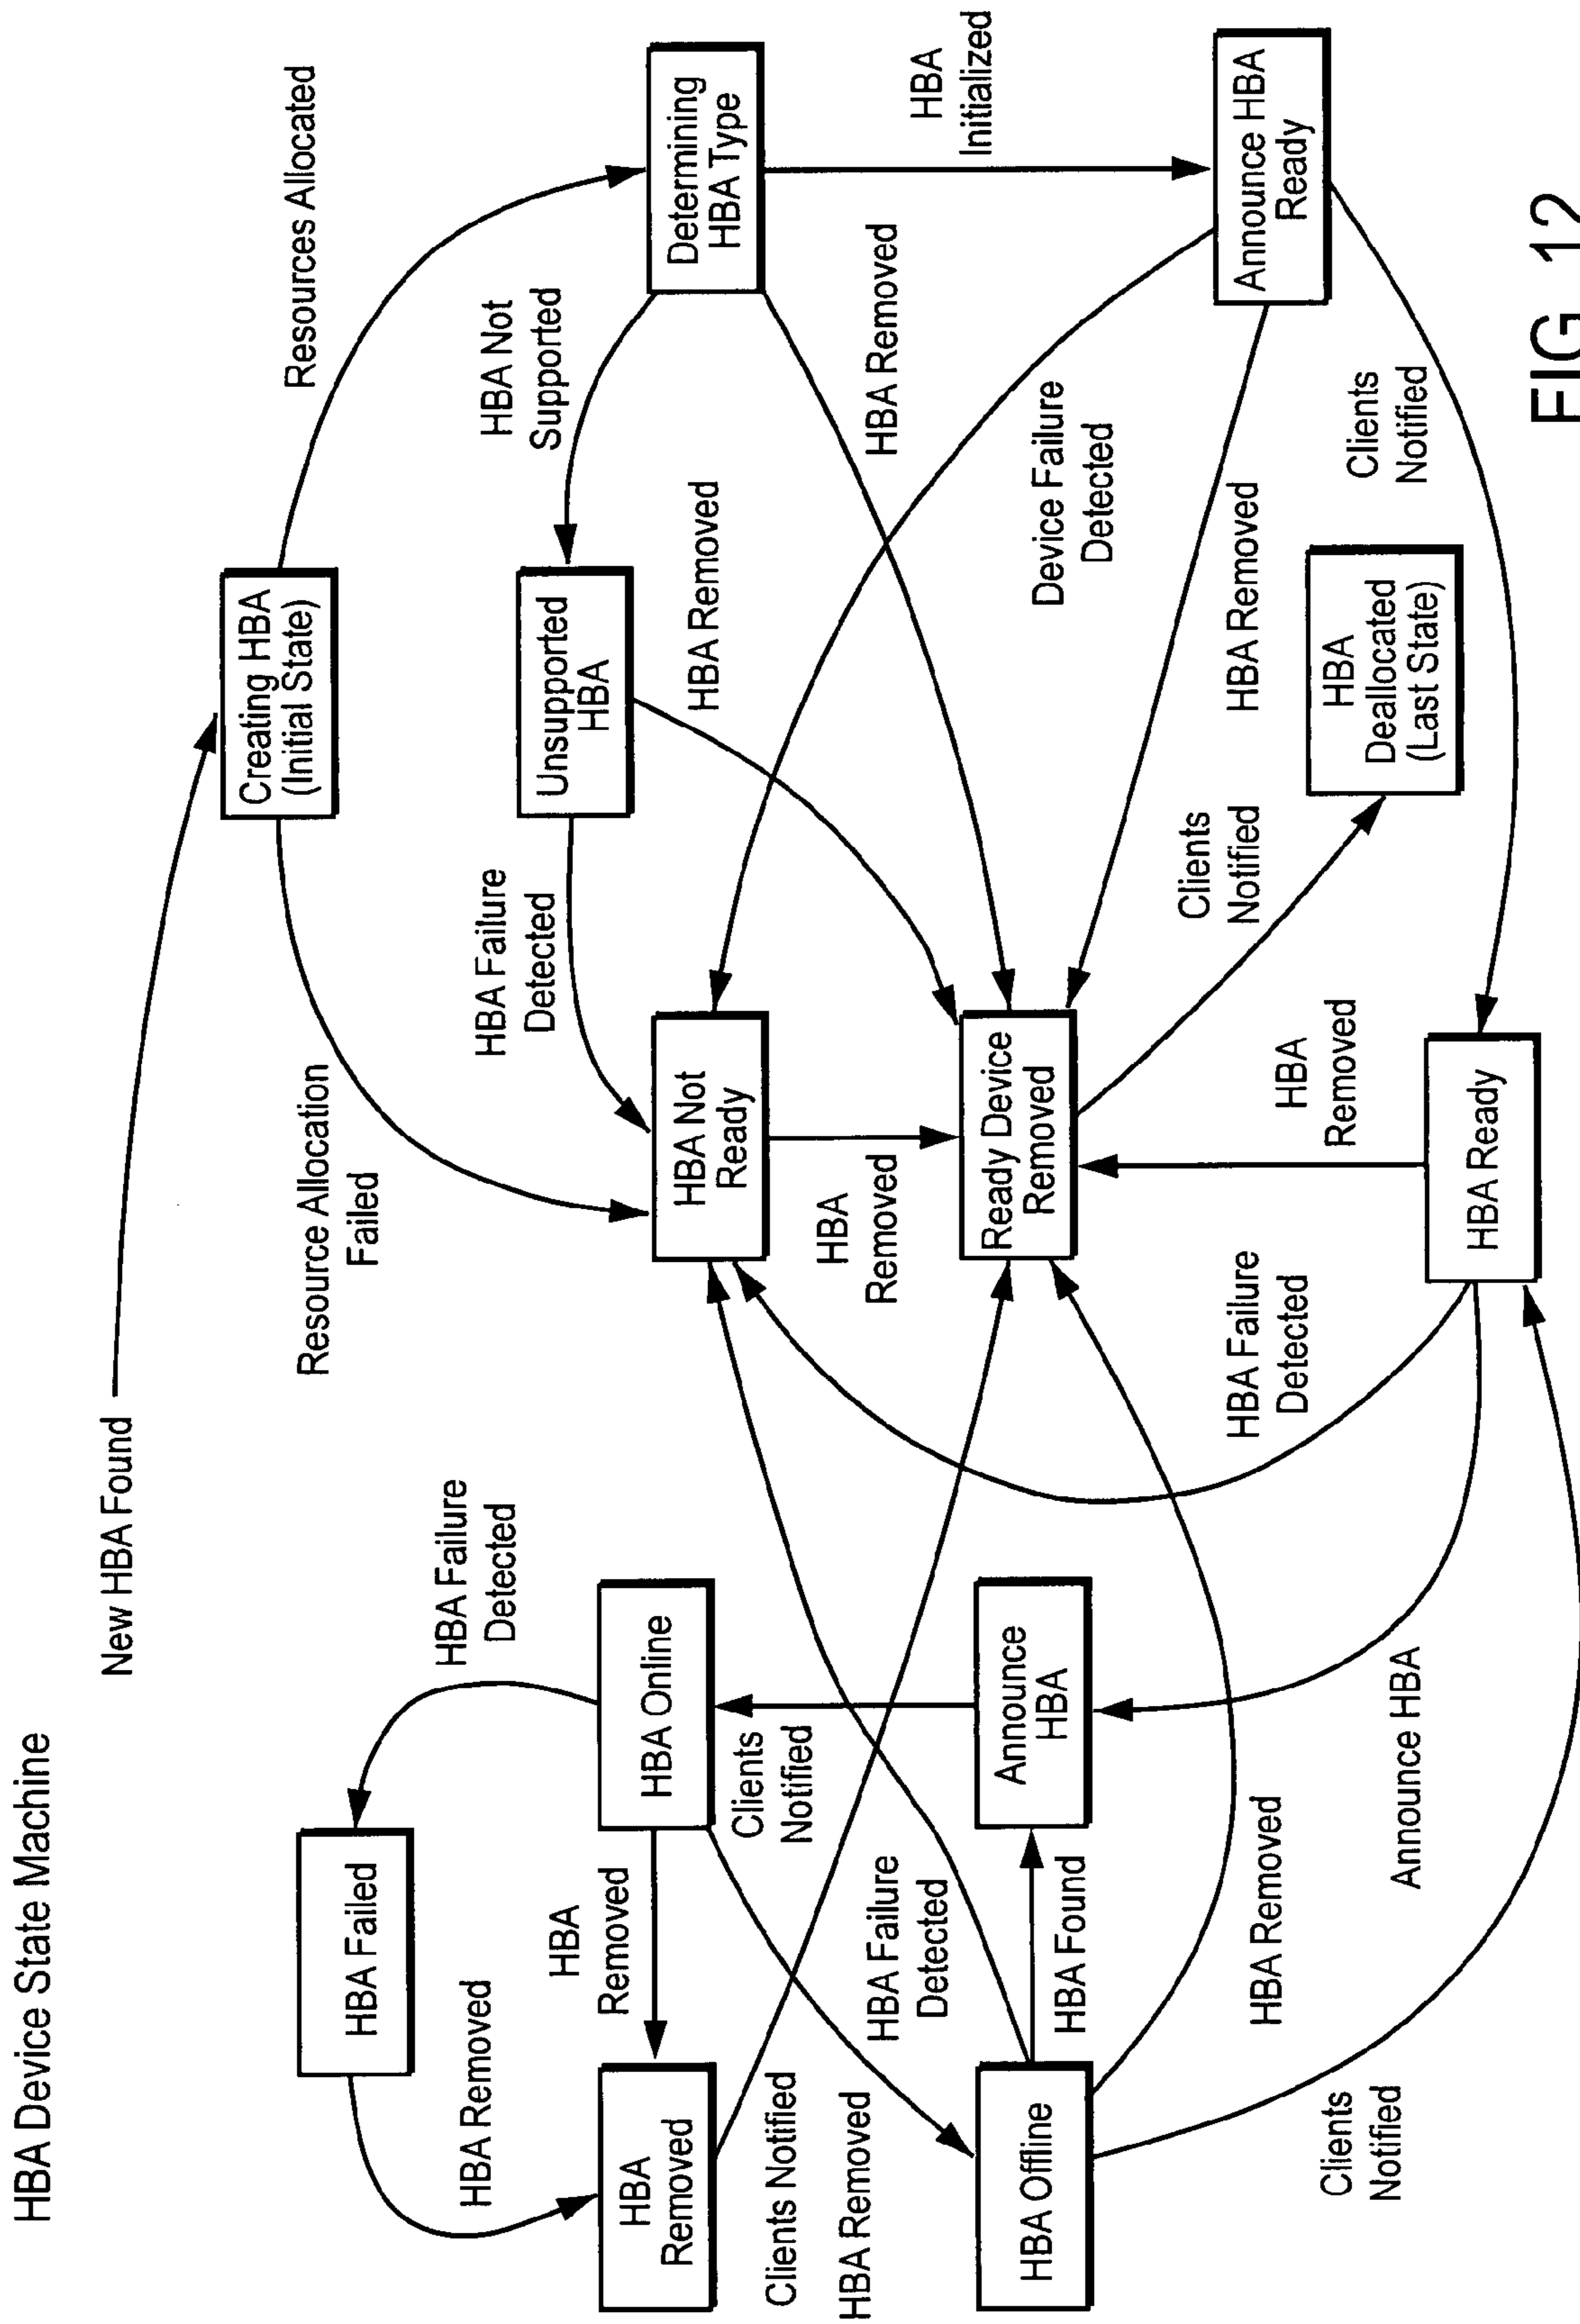 HBA Device State Machine
New HBA Found
Creating HBA
(Initial State)
Resources Allocated
Resource Allocation
Failed
Determining
HBA Type
HBA Not
Supported
Unsupported
HBA
HBA Failure
Detected
HBA Removed
HBA Removed
HBA
Initialized
HBA Not
Ready
HBA
Removed
Ready Device
Removed
Device Failure
Detected
Announce HBA
Ready
HBA Removed
Clients
Notified
Clients
Notified
HBA
Deallocated
(Last State)
HBA
Removed
HBA Ready
HBA Failure
Detected
HBA Failure
Detected
HBA Online
HBA Failed
HBA Removed
HBA
Removed
HBA
Removed
Clients
Notified
Announce
HBA
Clients Notified
HBA Removed
HBA Failure
Detected
HBA Found
HBA Offline
HBA Removed
Announce HBA
Clients
Notified
FIG. 12